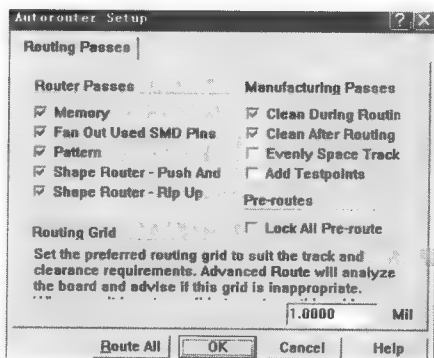 Autorouter Setup
Routing Passes
Router Passes
Memory
Fan Out Used SMD Pins
Pattern
Shape Router - Push And
Shape Router - Rip Up
Manufacturing Passes
Clean During Routin
Clean After Routing
Evenly Space Track
Add Testpoints
Pre-routes
Lock All Pre-route
Routing Grid
Set the preferred routing grid to suit the track and
clearance requirements. Advanced Route will analyze
the board and advise if this grid is inappropriate.
1.0000 Mil
Route All OK Cancel Help